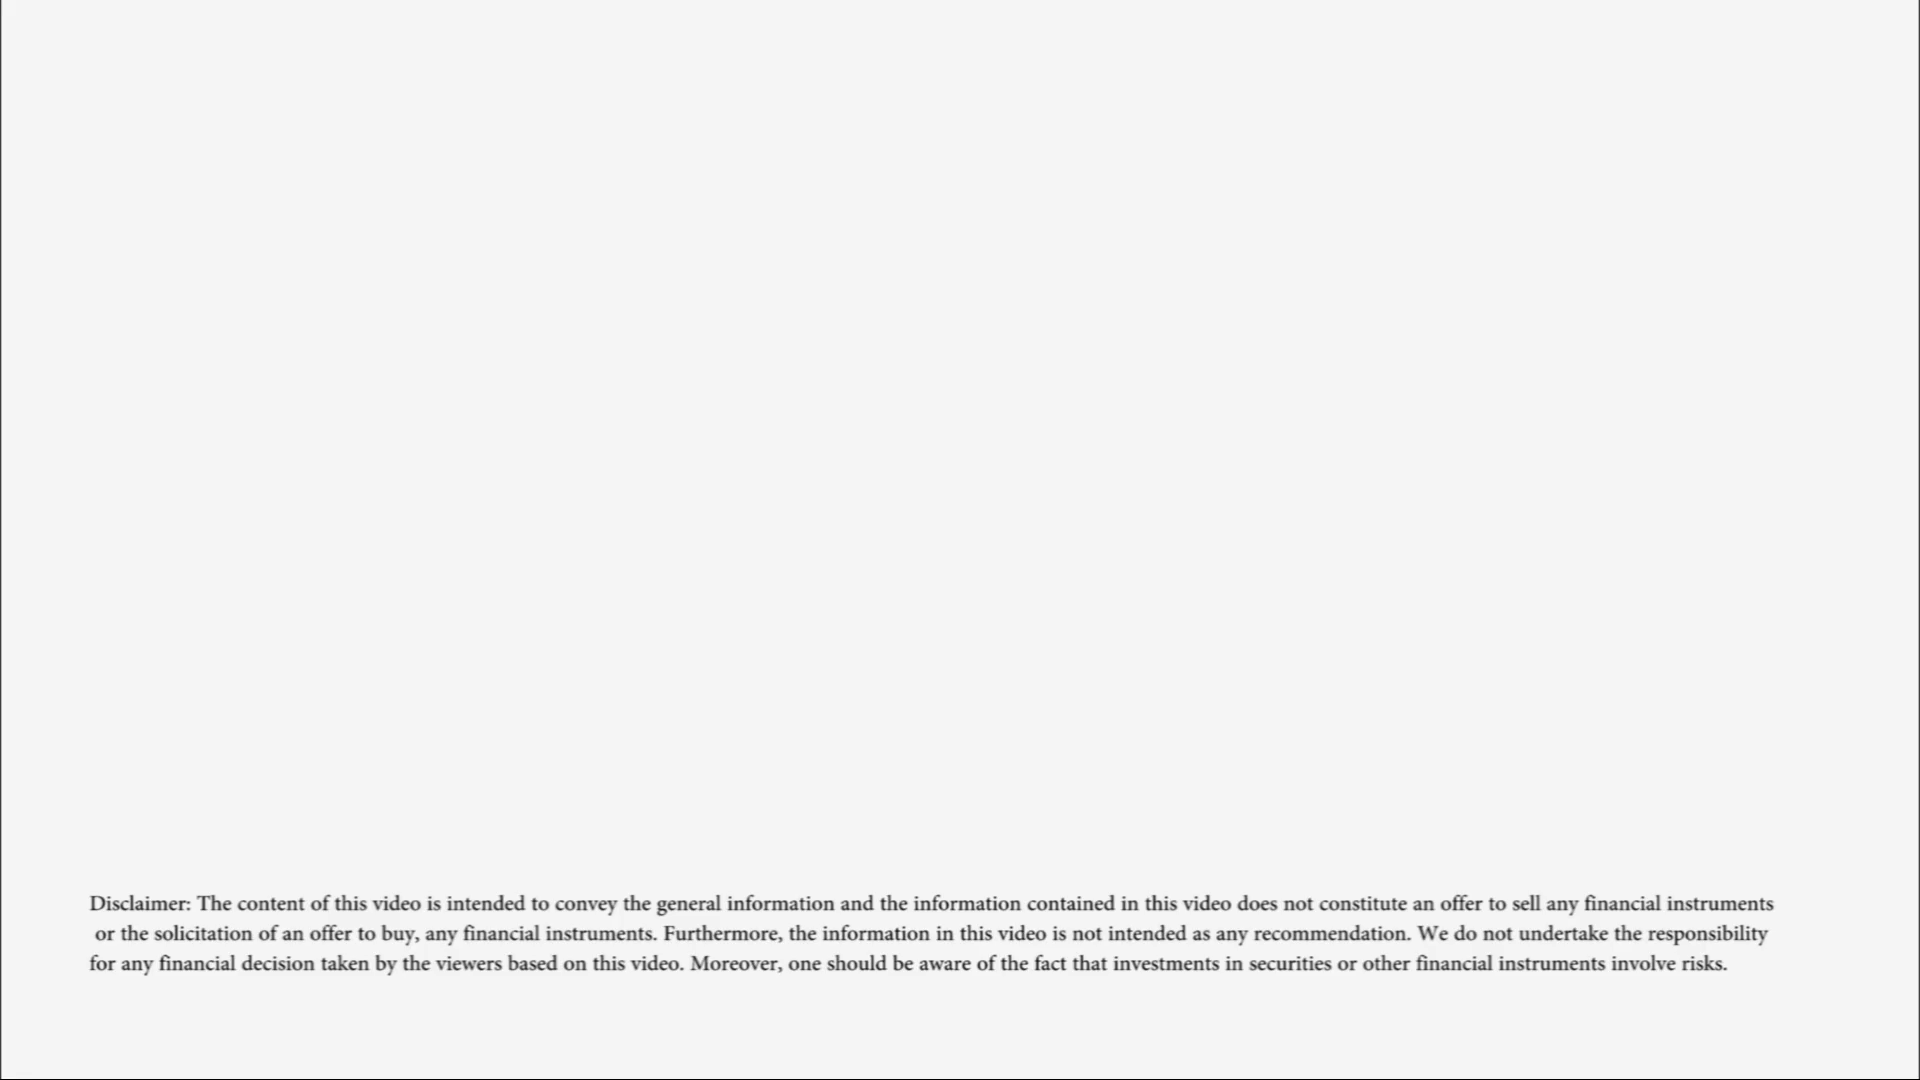 Disclaimer: The content of this video is intended to convey the general information and the information contained in this video does not constitute an offer to sell any financial instruments
or the solicitation of an offer to buy, any financial instruments. Furthermore, the information in this video is not intended as any recommendation. We do not undertake the responsibility
for any financial decision taken by the viewers based on this video. Moreover, one should be aware of the fact that investments in securities or other financial instruments involve risks.